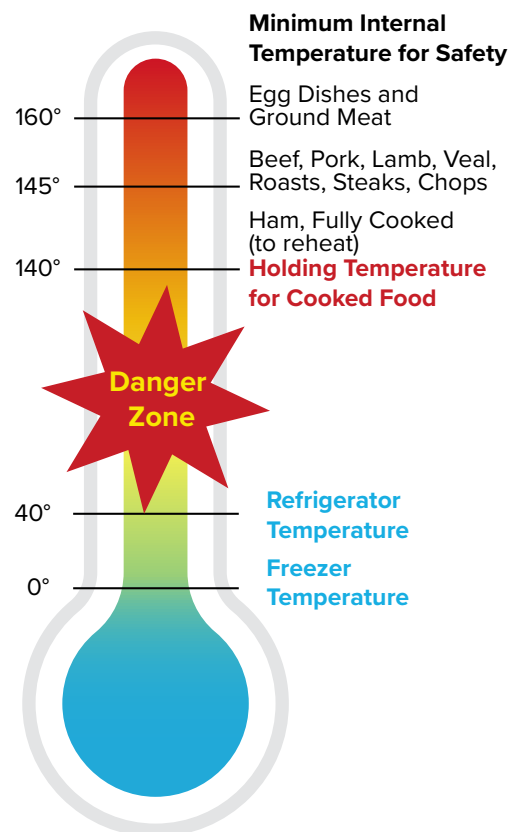 Minimum Internal
Temperature for Safety
Egg Dishes and
Ground Meat
160°
Beef, Pork, Lamb, Veal,
Roasts, Steaks, Chops
145°
Ham, Fully Cooked
(to reheat)
140°
Holding Temperature
for Cooked Food
Danger
Zone
40°
Refrigerator
Temperature
0°
Freezer
Temperature